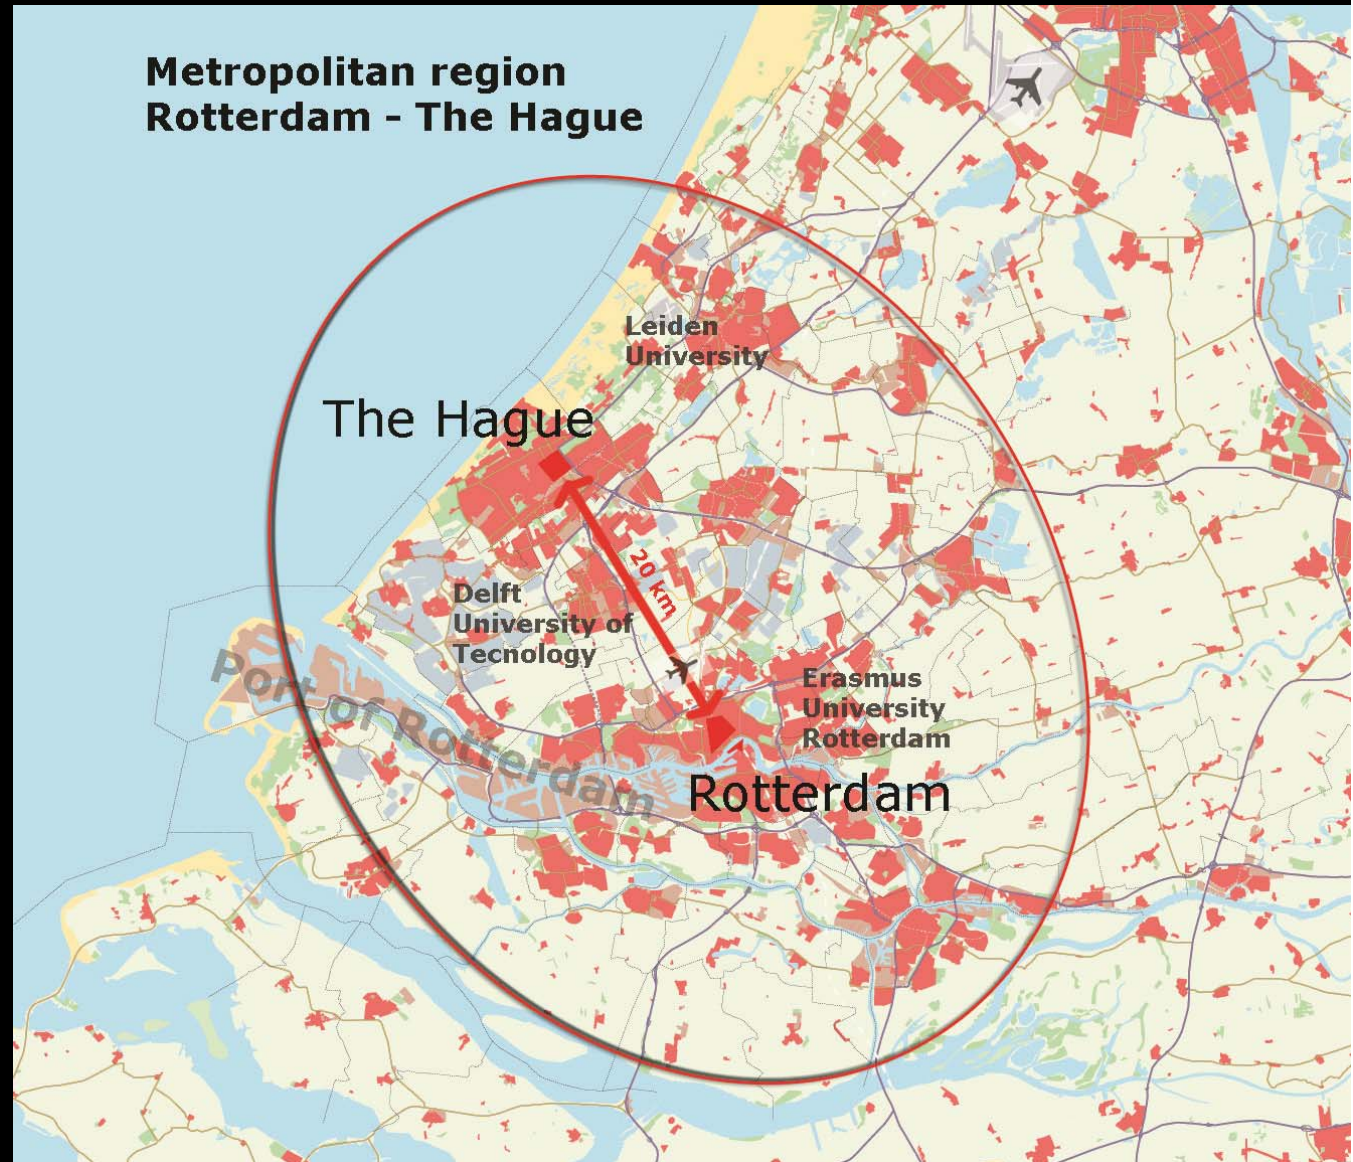 Metropolitan region
Rotterdam - The Hague
Leiden
University
The Hague
20 km
Delft
University of
Tecnology
Port of Rotterdam
Erasmus
University
Rotterdam
Rotterdam